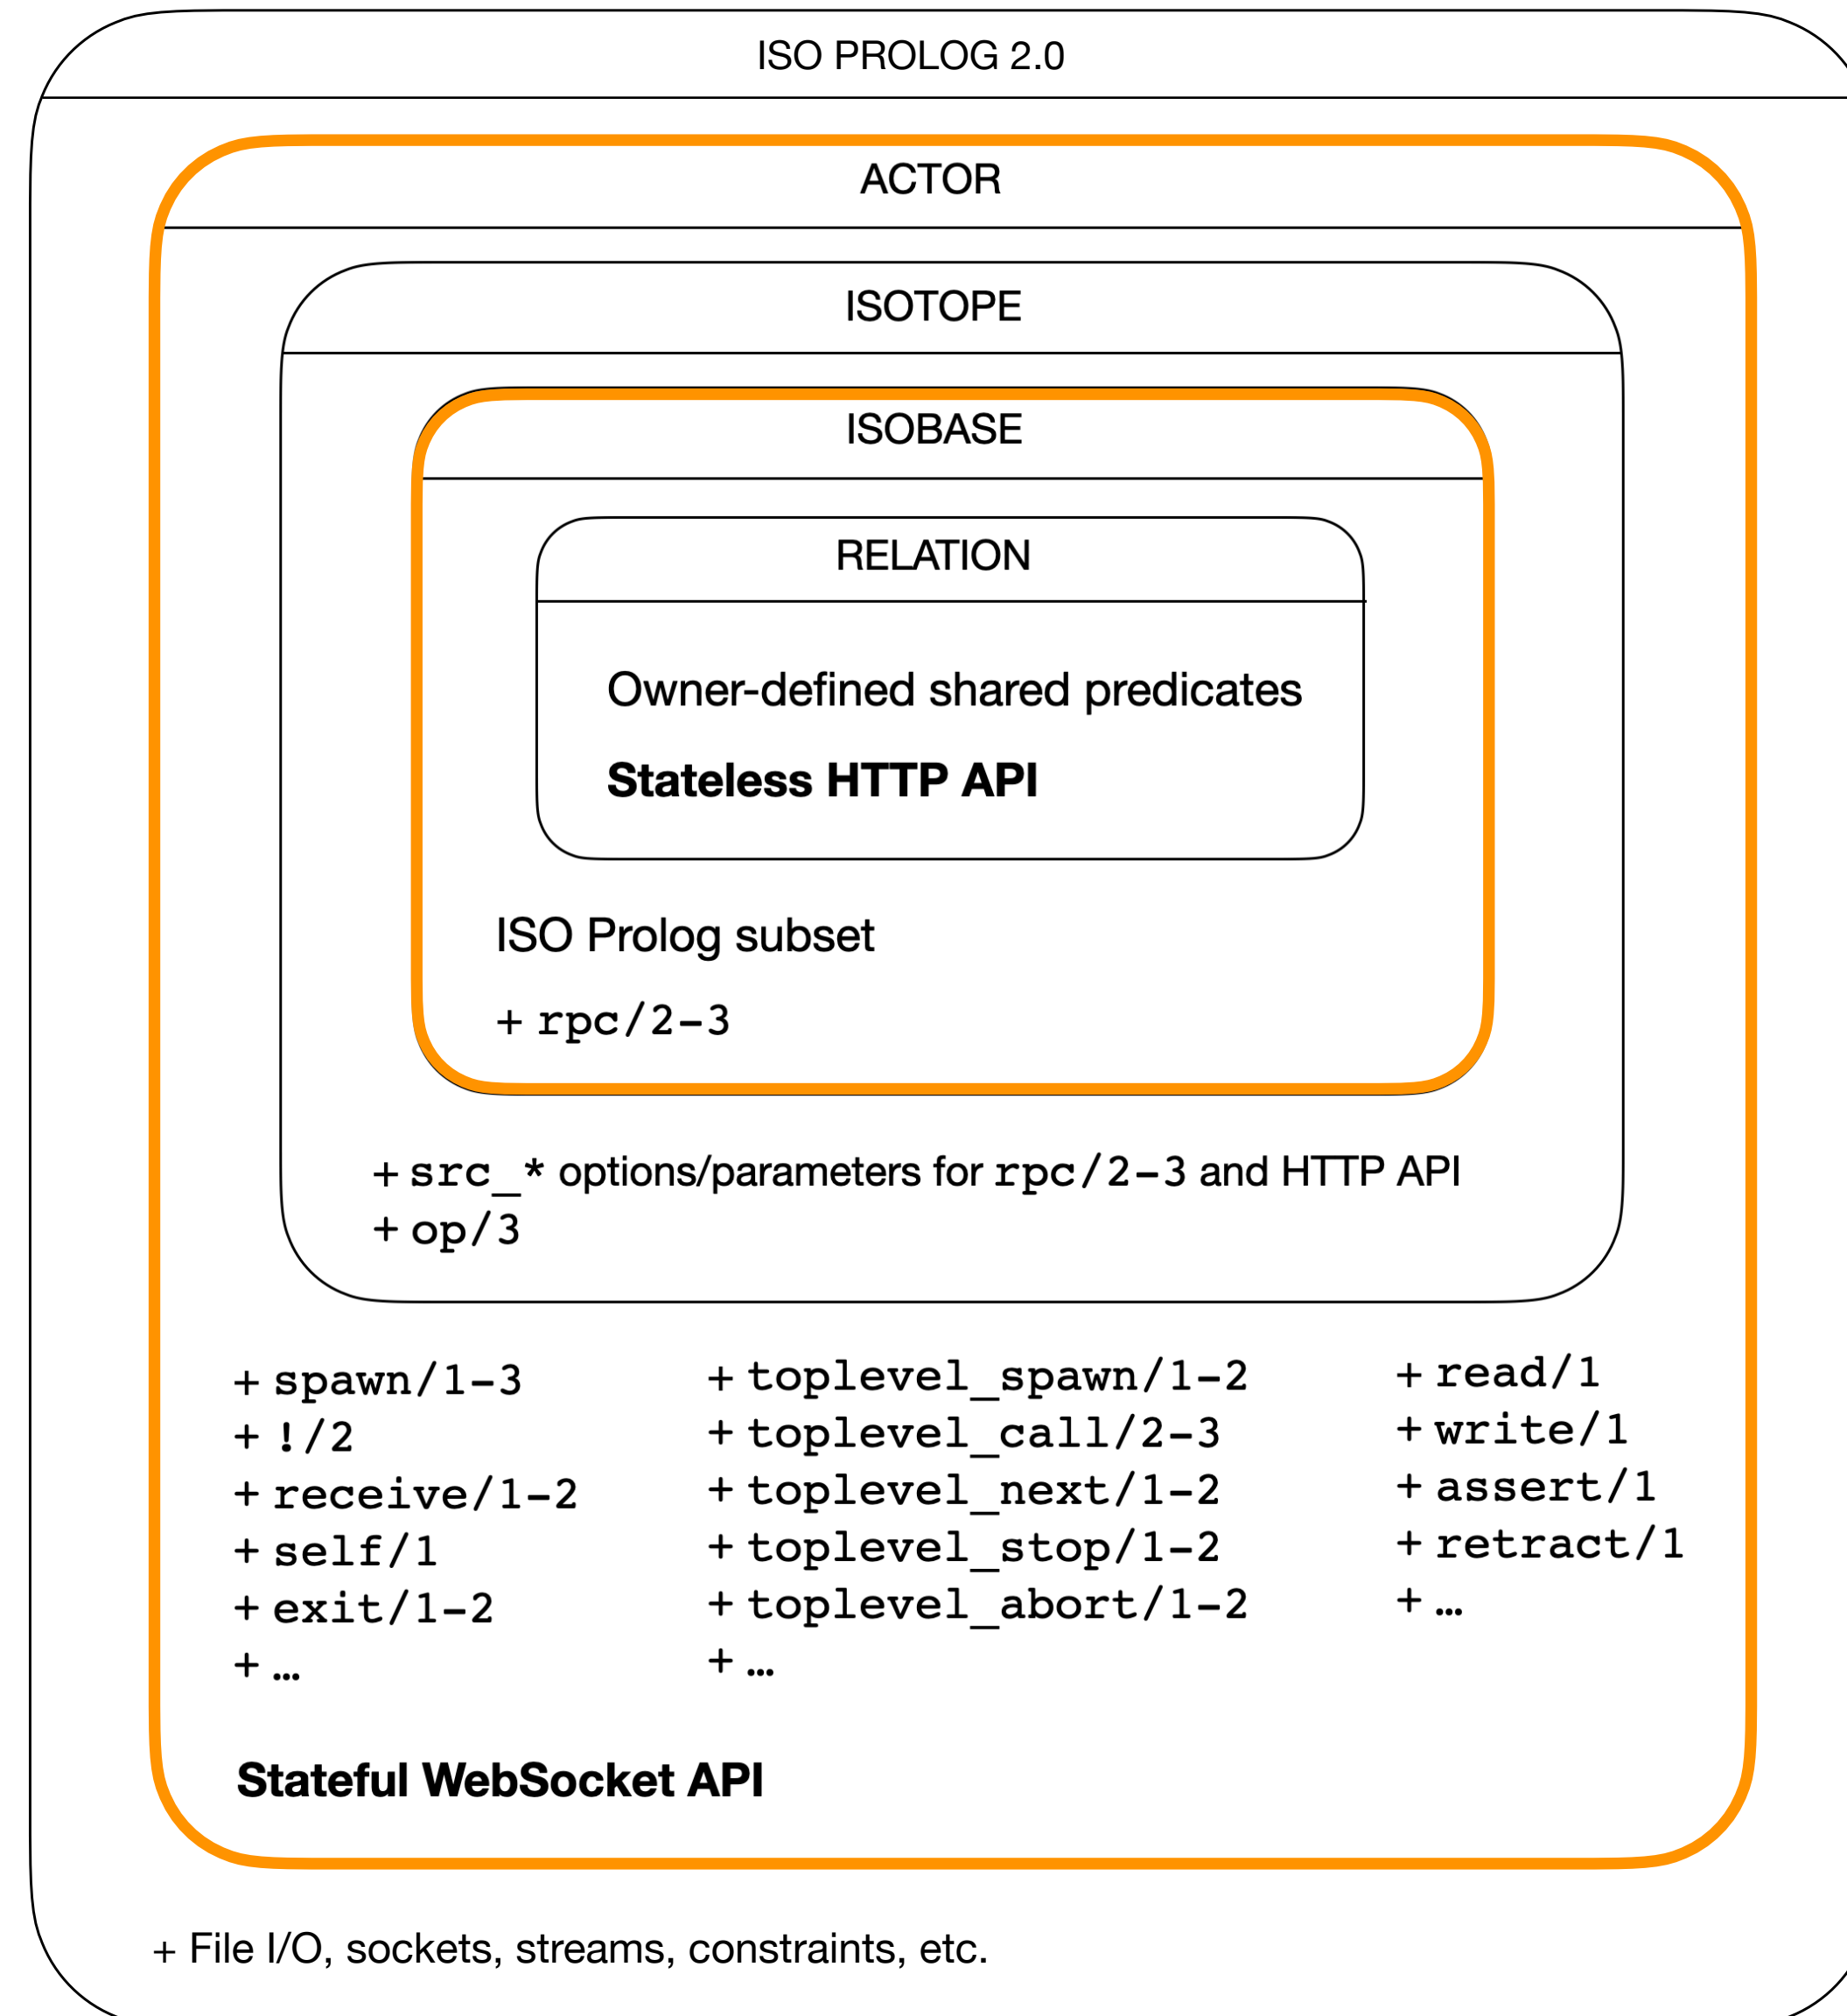 ISO PROLOG 2.0
ACTOR
ISOTOPE
ISOBASE
RELATION
Owner-defined shared predicates
Stateless HTTP API
ISO Prolog subset
+ rpc/2-3
+ src_* options/parameters for rpc/2-3 and HTTP API
+ op/3
+ spawn/1-3
+ !/2
+ receive/1-2
+ self/1
+ exit/1-2
+ …
+ toplevel_spawn/1-2
+ toplevel_call/2-3
+ toplevel_next/1-2
+ toplevel_stop/1-2
+ toplevel_abort/1-2
+ …
+ read/1
+ write/1
+ assert/1
+ retract/1
+ …
Stateful WebSocket API
+ File I/O, sockets, streams, constraints, etc.